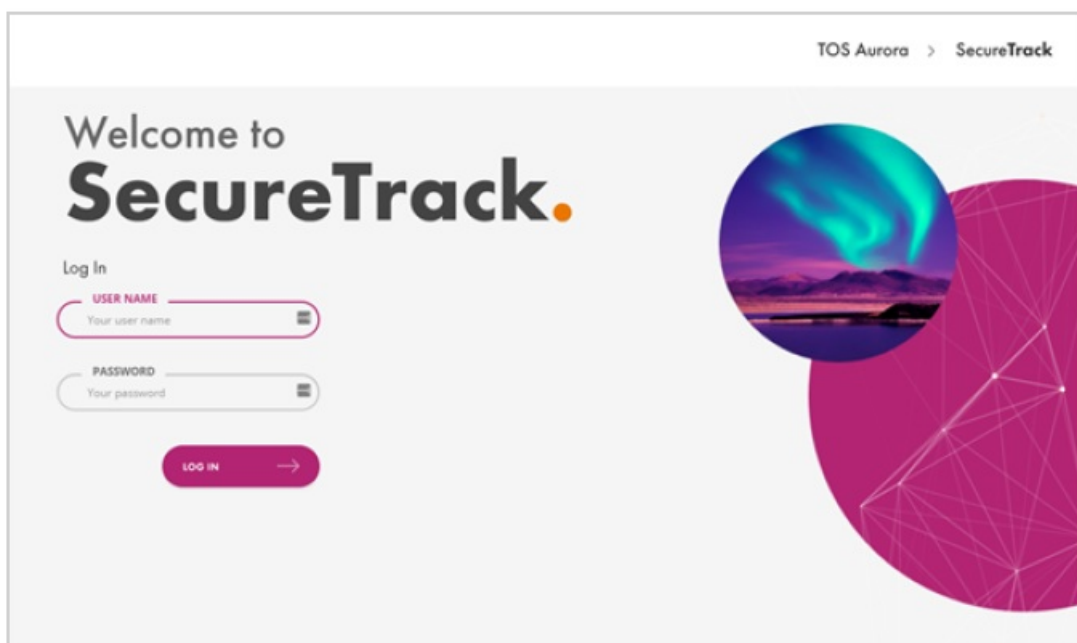 TOS Aurora > SecureTrack
Welcome to
SecureTrack.
Log In
USER NAME
Your user name
PASSWORD
Your password
LOG IN